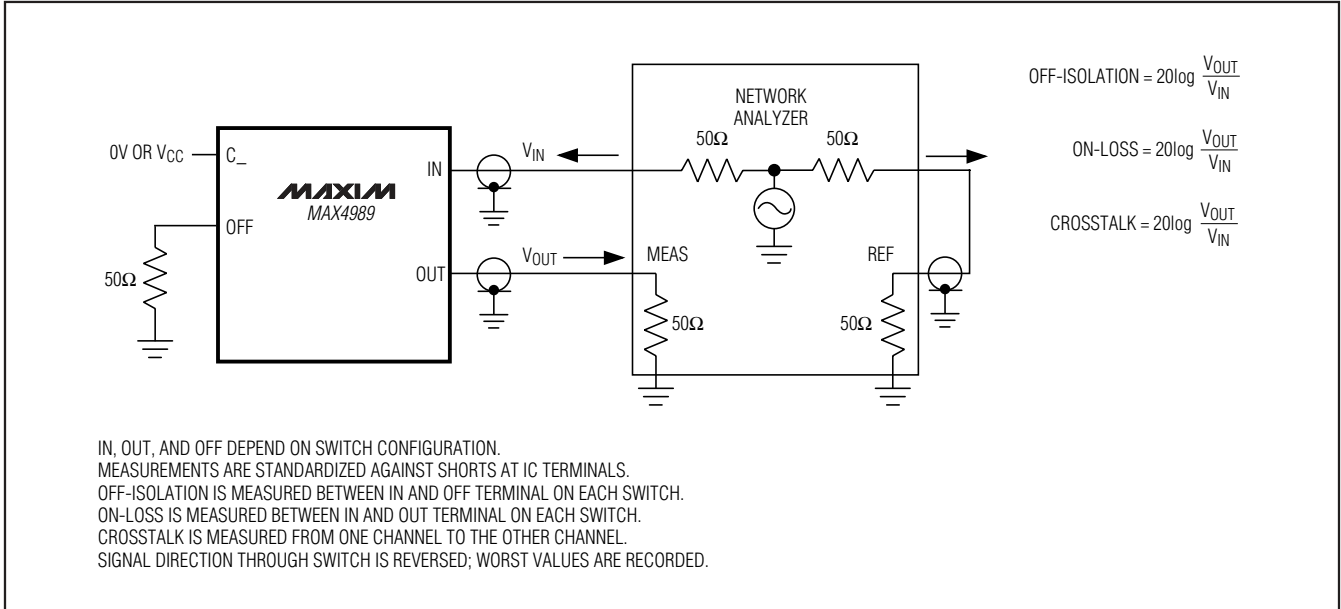 NETWORK
ANALYZER
50Ω
50Ω
OFF-ISOLATION = 20log VOUT
VIN
0V OR VCC
C_
VIN
IN
MAXIM
MAX4989
ON-LOSS = 20log VOUT
VIN
OFF
50Ω
VOUT
OUT
MEAS
REF
50Ω
50Ω
CROSSTALK = 20log VOUT
VIN
IN, OUT, AND OFF DEPEND ON SWITCH CONFIGURATION.
MEASUREMENTS ARE STANDARDIZED AGAINST SHORTS AT IC TERMINALS.
OFF-ISOLATION IS MEASURED BETWEEN IN AND OFF TERMINAL ON EACH SWITCH.
ON-LOSS IS MEASURED BETWEEN IN AND OUT TERMINAL ON EACH SWITCH.
CROSSTALK IS MEASURED FROM ONE CHANNEL TO THE OTHER CHANNEL.
SIGNAL DIRECTION THROUGH SWITCH IS REVERSED; WORST VALUES ARE RECORDED.